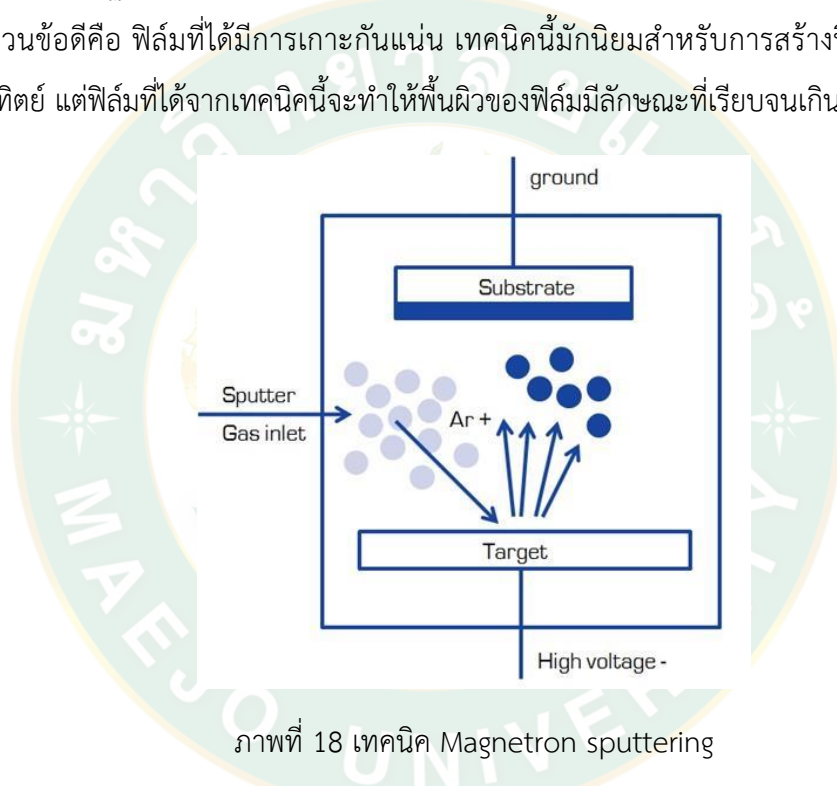 วนข้อดีคือ ฟิล์มที่ได้มีการเกาะกันแน่น เทคนิคนี้มักนิยมสำหรับการสร้าง
ทิตย์ แต่ฟิล์มที่ได้จากเทคนิคนี้จะทำให้พื้นผิวของฟิล์มมีลักษณะที่เรียบจนเกิน
ground
Substrate
Sputter
Gas inlet
Ar +
Target
High voltage -
ภาพที่ 18 เทคนิค Magnetron sputtering
MAEJO UNIVERSITY